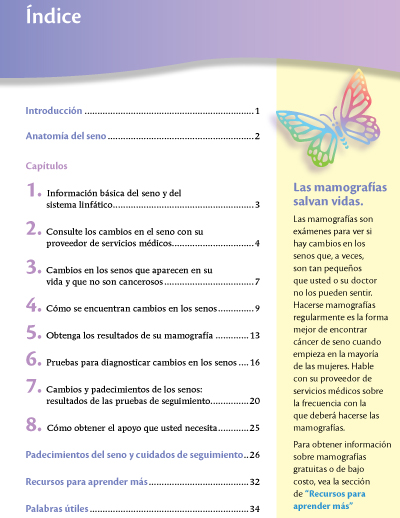 Índice
Introducción ........................................................................ 1
Anatomía del seno .............................................................. 2
Capítulos
1. Información básica del seno y del
sistema linfático............................................................ 3
2. Consulte los cambios en el seno con su
proveedor de servicios médicos.................................. 4
3. Cambios en los senos que aparecen en su
vida y que no son cancerosos ..................................... 7
4. Cómo se encuentran cambios en los senos .............. 9
5. Obtenga los resultados de su mamografía ............. 13
6. Pruebas para diagnosticar cambios en los senos .... 16
7. Cambios y padecimientos de los senos:
resultados de las pruebas de seguimiento............... 20
8. Cómo obtener el apoyo que usted necesita............ 25
Padecimientos del seno y cuidados de seguimiento.. 26
Recursos para aprender más ........................................ 32
Palabras útiles ................................................................ 34
Las mamografías
salvan vidas.
Las mamografías son
exámenes para ver si
hay cambios en los
senos que, a veces,
son tan pequeños
que usted o su doctor
no los pueden sentir.
Hacerse mamografías
regularmente es la forma
mejor de encontrar
cáncer de seno cuando
empieza en la mayoría
de las mujeres. Hable
con su proveedor de
servicios médicos sobre
la frecuencia con la
que deberá hacerse las
mamografías.
Para obtener información
sobre mamografías
gratuitas o de bajo
costo, vea la sección
de "Recursos para
aprender más"